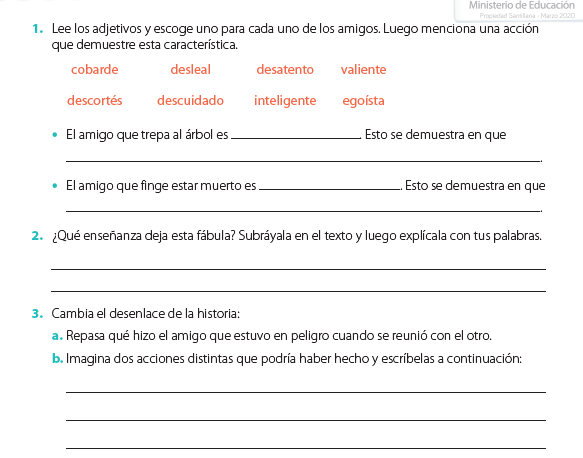 Ministerio de Educación
Propiedad Santillana - Marzo 2020
1. Lee los adjetivos y escoge uno para cada uno de los amigos. Luego menciona una acción
que demuestre esta característica.
cobarde desleal desatento valiente
descortés descuidado inteligente egoísta
• El amigo que trepa al árbol es ____________________. Esto se demuestra en que
____________________.
• El amigo que finge estar muerto es ____________________. Esto se demuestra en que
____________________.
2. ¿Qué enseñanza deja esta fábula? Subráyala en el texto y luego explícala con tus palabras.
3. Cambia el desenlace de la historia:
a. Repasa qué hizo el amigo que estuvo en peligro cuando se reunió con el otro.
b. Imagina dos acciones distintas que podría haber hecho y escríbelas a continuación: